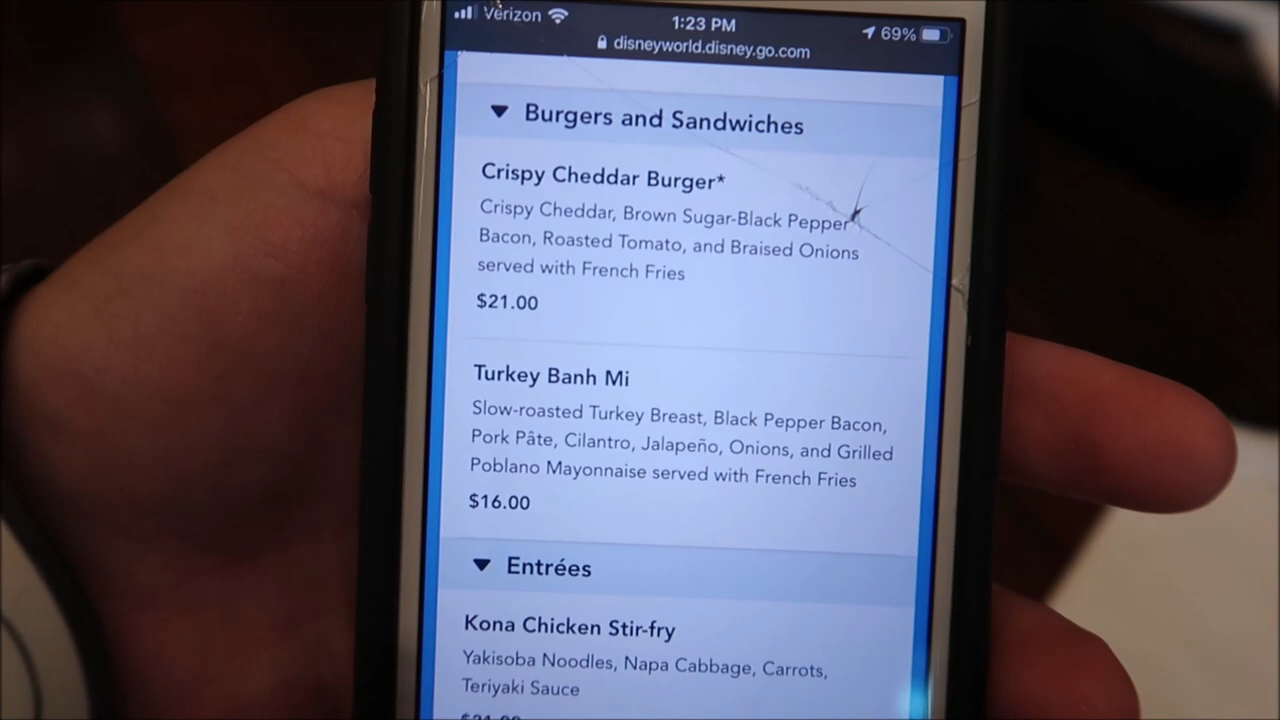 Verizon
1:23 PM
69%
disneyworld.disney.go.com
Burgers and Sandwiches
Crispy Cheddar Burger*
Crispy Cheddar, Brown Sugar-Black Pepper
Bacon, Roasted Tomato, and Braised Onions
served with French Fries
$21.00
Turkey Banh Mi
Slow-roasted Turkey Breast, Black Pepper Bacon,
Pork Pâte, Cilantro, Jalapeño, Onions, and Grilled
Poblano Mayonnaise served with French Fries
$16.00
Entrées
Kona Chicken Stir-fry
Yakisoba Noodles, Napa Cabbage, Carrots,
Teriyaki Sauce